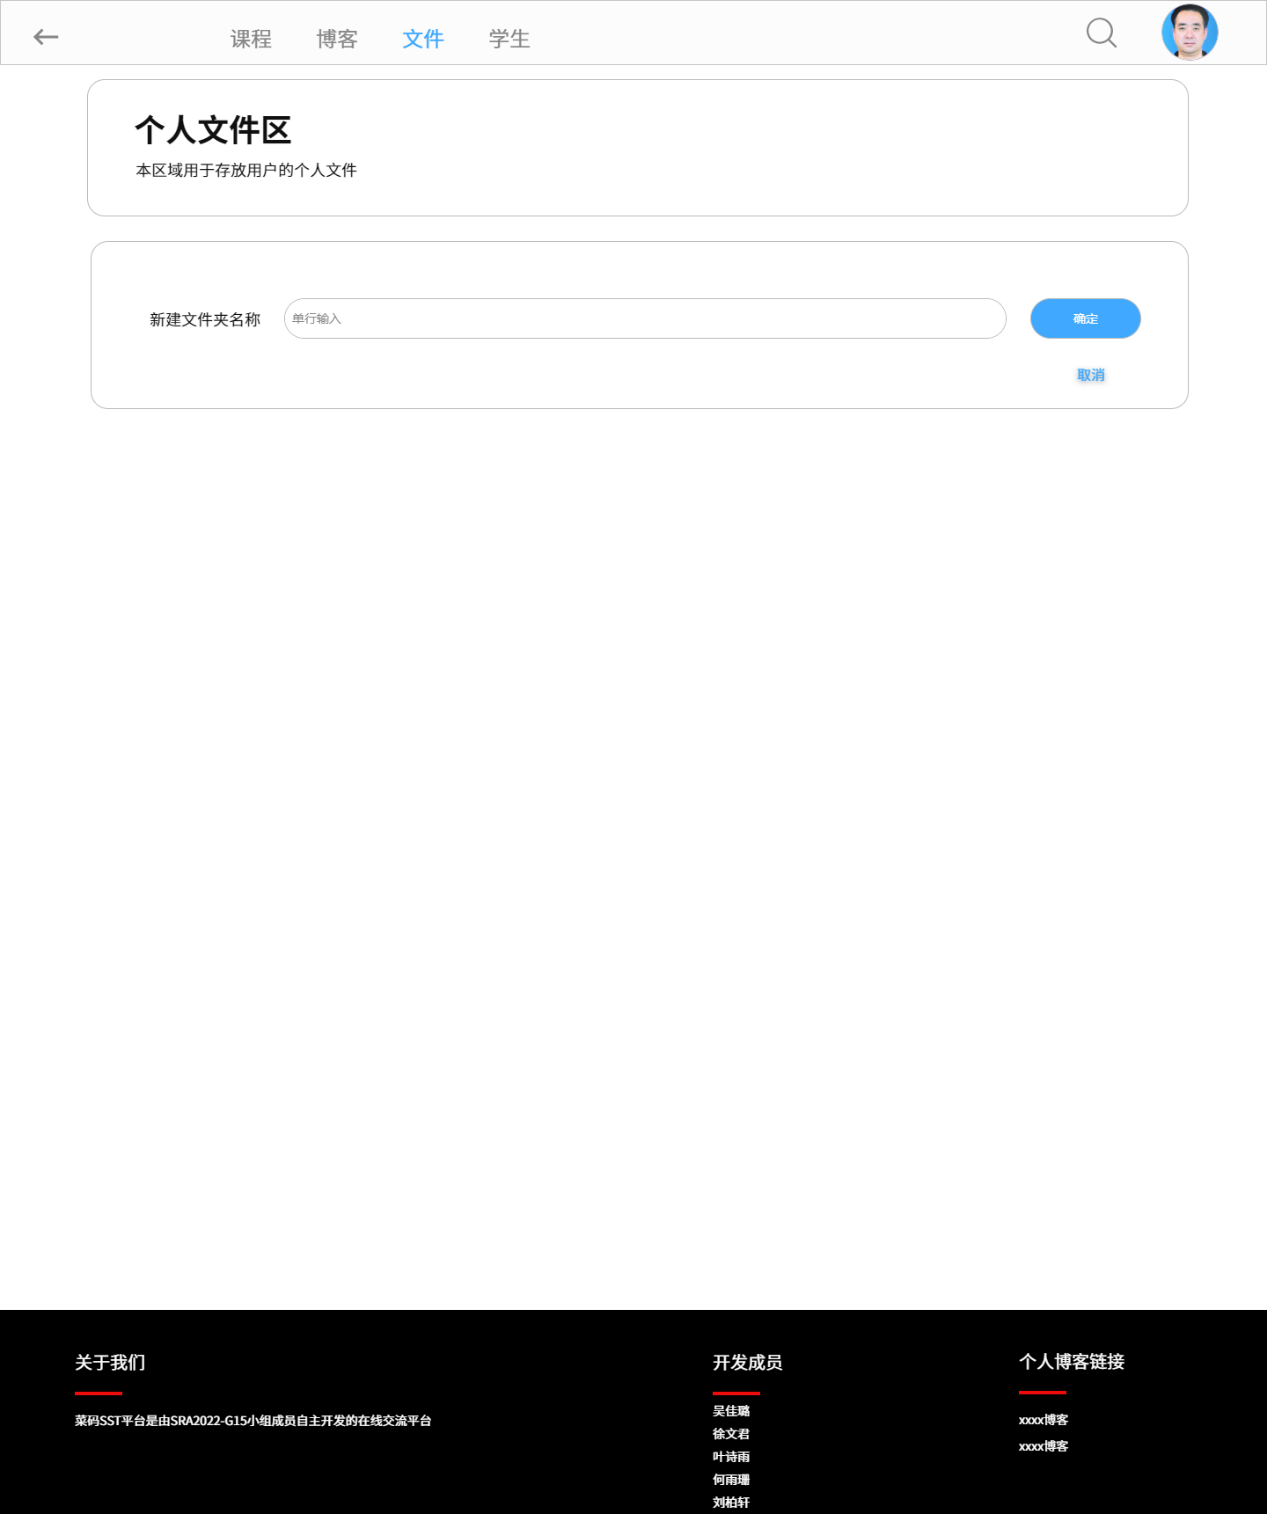 课程 博客 文件 学生
个人文件区
本区域用于存放用户的个人文件
新建文件夹名称 单行输入 确定
取消
关于我们
菜码SST平台是由SRA2022-G15小组成员自主开发的在线交流平台
开发成员
吴佳璐
徐文君
叶诗雨
何雨珊
刘柏轩
个人博客链接
xxxx博客
xxxx博客